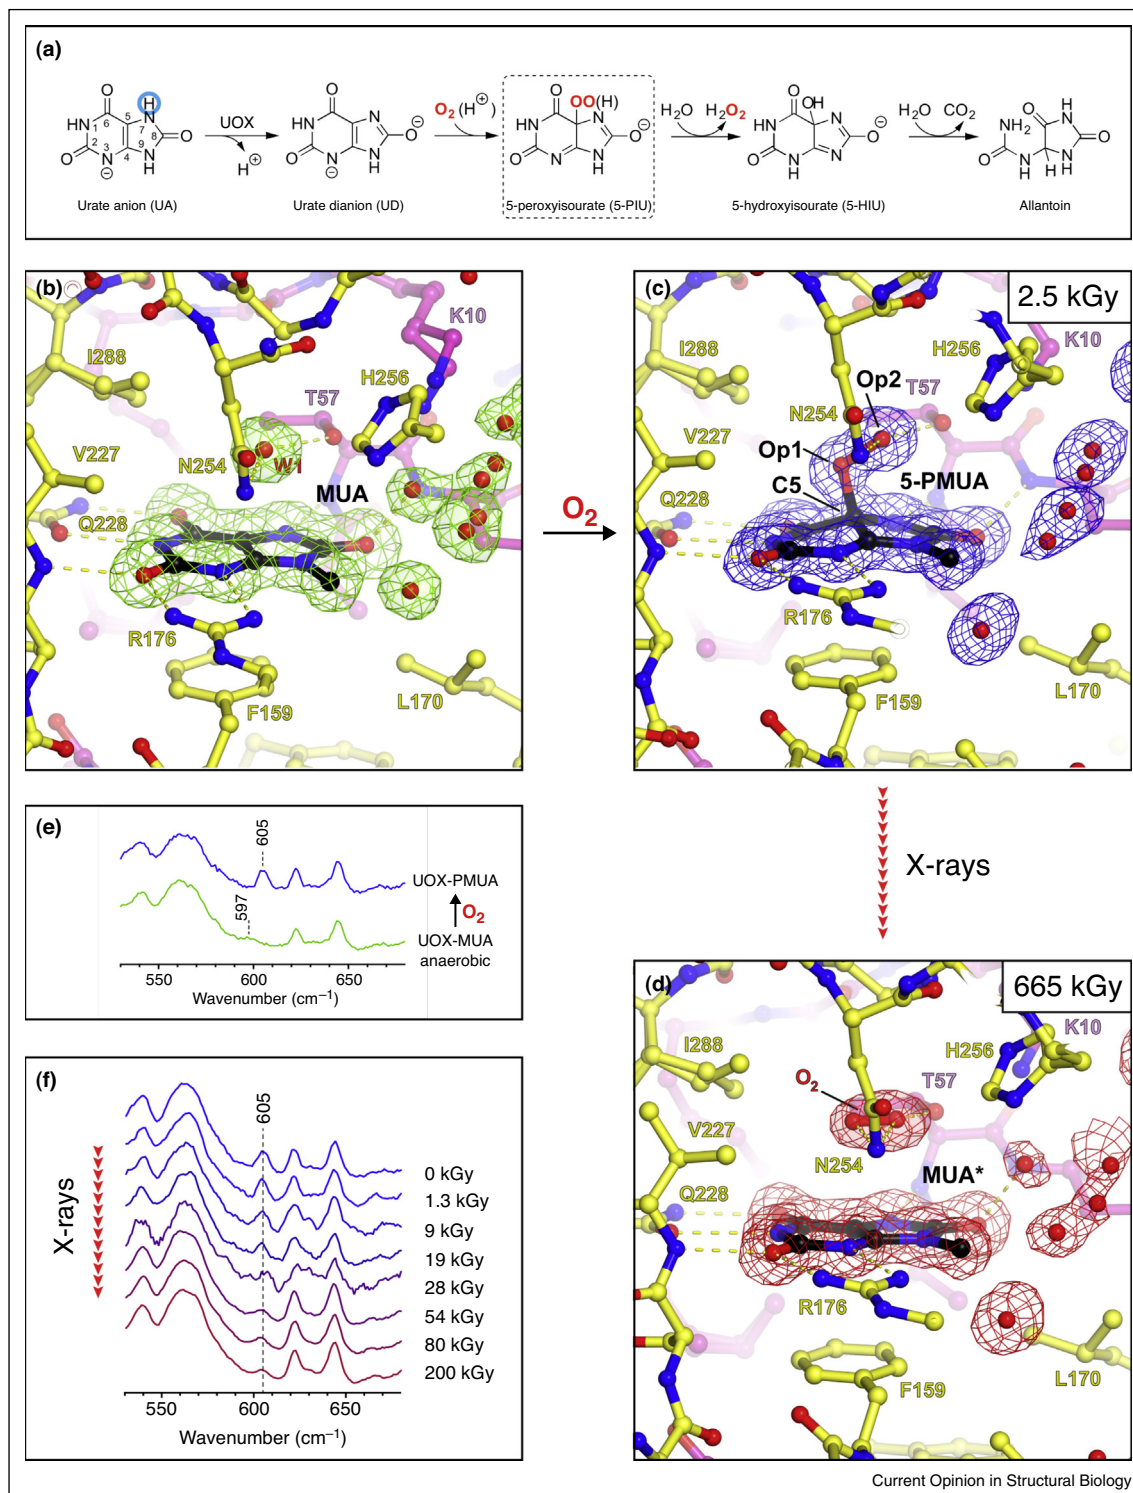 (a)
O
H
O2 (H+)
O
OO(H)
H2O
H2O2
O
OH
H2O
CO2
O
H
HN 1 6 5 N 7 8 O
UOX
HN N O⊖
HN N O⊖
HN N O⊖
NH2 N O
O 2 N 3 4 N 9 H
H⊕
O N N H
O N N H
O N N H
O N H H N H
⊖
⊖
H
Urate anion (UA)
Urate dianion (UD)
5-peroxyisourate (5-PIU)
5-hydroxyisourate (5-HIU)
Allantoin
(b)
K10
I288
H256
T57
V227
N254
W1
MUA
Q228
R176
L170
F159
O2
(c)
2.5 kGy
K10
H256
I288
Op2
T57
N254
V227
Op1
5-PMUA
C5
Q228
R176
L170
F159
X-rays
(d)
665 kGy
K10
H256
I288
O2
T57
V227
N254
MUA*
Q228
R176
L170
F159
(e)
605
UOX-PMUA
597
O2
UOX-MUA
anaerobic
550 600 650
Wavenumber (cm–1)
(f)
605
X-rays
0 kGy
1.3 kGy
9 kGy
19 kGy
28 kGy
54 kGy
80 kGy
200 kGy
550 600 650
Wavenumber (cm–1)
Current Opinion in Structural Biology